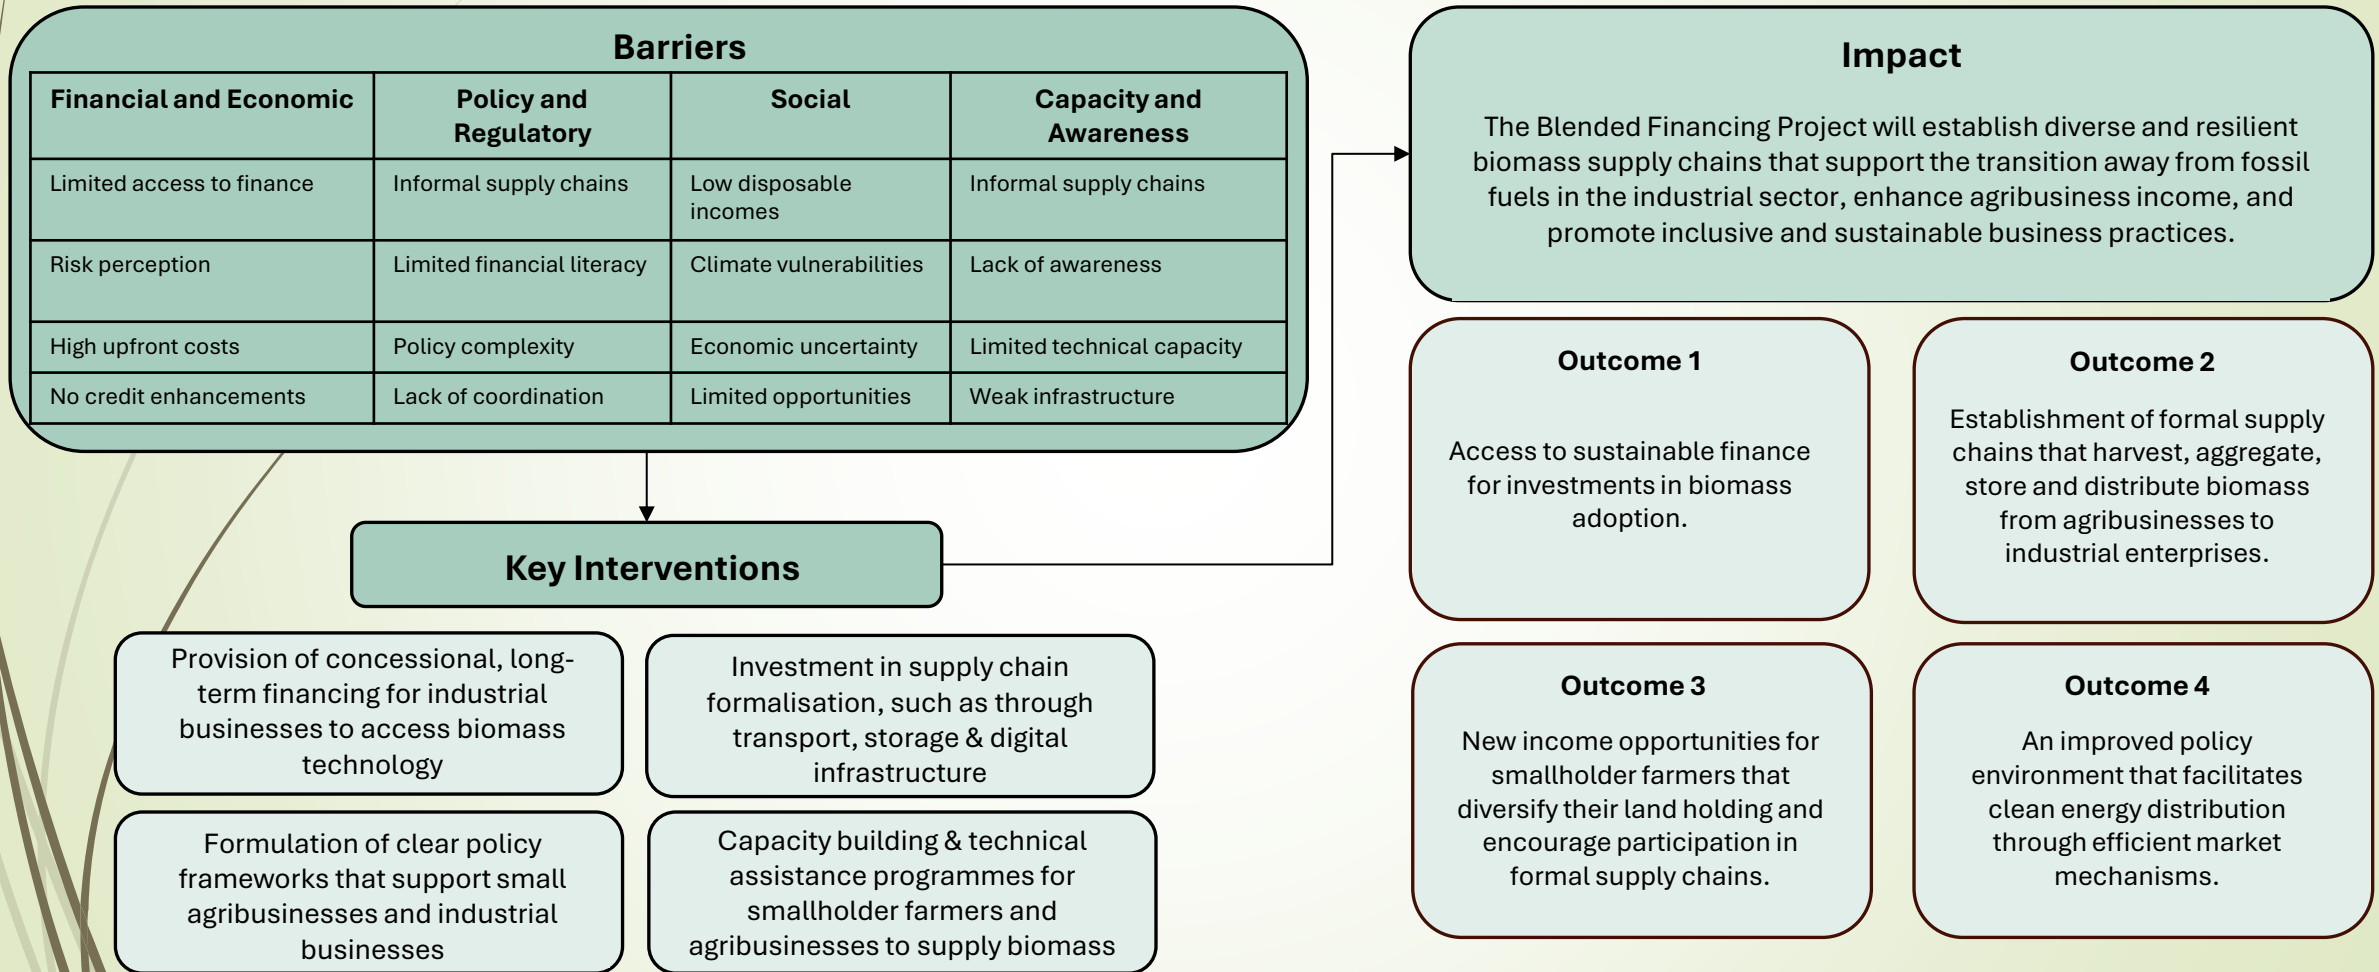 Barriers
Financial and Economic
Policy and
Regulatory
Social
Capacity and
Awareness
Limited access to finance
Informal supply chains
Low disposable
incomes
Informal supply chains
Risk perception
Limited financial literacy
Climate vulnerabilities
Lack of awareness
High upfront costs
Policy complexity
Economic uncertainty
Limited technical capacity
No credit enhancements
Lack of coordination
Limited opportunities
Weak infrastructure
Key Interventions
Provision of concessional, long-
term financing for industrial
businesses to access biomass
technology
Investment in supply chain
formalisation, such as through
transport, storage & digital
infrastructure
Formulation of clear policy
frameworks that support small
agribusinesses and industrial
businesses
Capacity building & technical
assistance programmes for
smallholder farmers and
agribusinesses to supply biomass
Impact
The Blended Financing Project will establish diverse and resilient
biomass supply chains that support the transition away from fossil
fuels in the industrial sector, enhance agribusiness income, and
promote inclusive and sustainable business practices.
Outcome 1
Access to sustainable finance
for investments in biomass
adoption.
Outcome 2
Establishment of formal supply
chains that harvest, aggregate,
store and distribute biomass
from agribusinesses to
industrial enterprises.
Outcome 3
New income opportunities for
smallholder farmers that
diversify their land holding and
encourage participation in
formal supply chains.
Outcome 4
An improved policy
environment that facilitates
clean energy distribution
through efficient market
mechanisms.